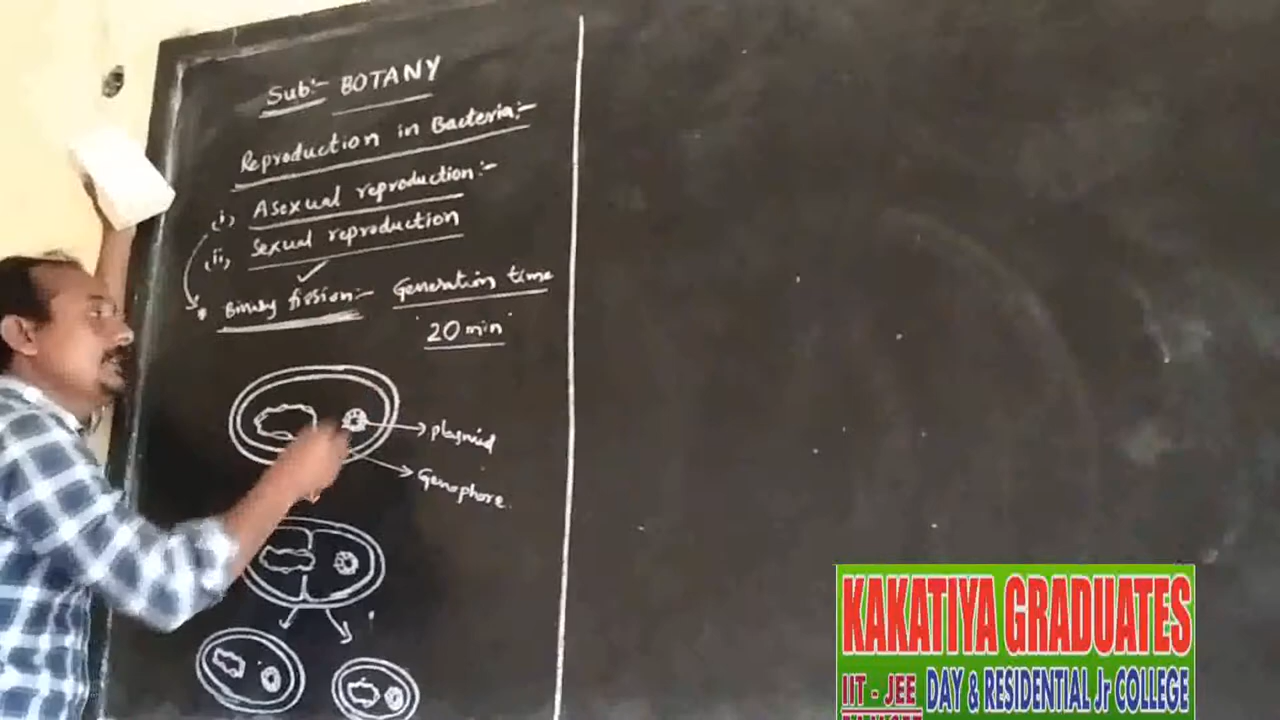 Sub:- BOTANY
Reproduction in Bacteria:-
(i) Asexual reproduction:-
(ii) Sexual reproduction
* Binary fission:- Generation time
20 min
plasmid
Genophore.
KAKATIYA GRADUATES
IIT - JEE DAY & RESIDENTIAL Jr COLLEGE